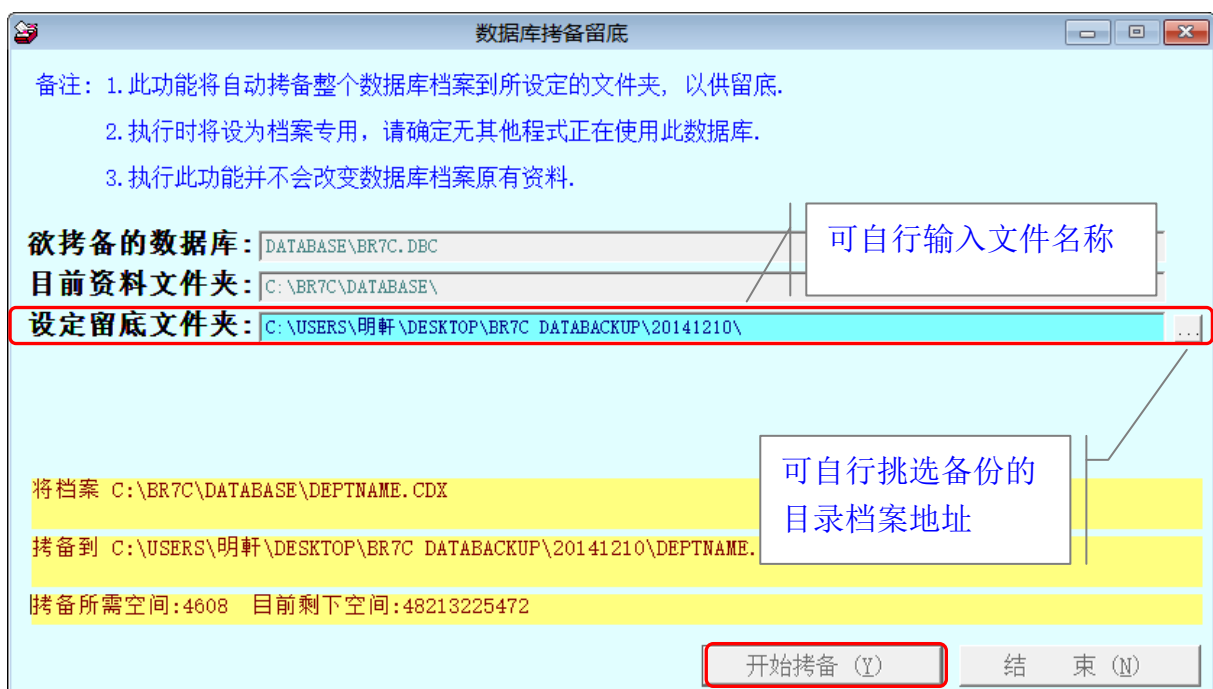 数据库拷备留底
备注: 1.此功能将自动拷备整个数据库档案到所设定的文件夹, 以供留底.
2.执行时将设为档案专用, 请确定无其他程式正在使用此数据库.
3.执行此功能并不会改变数据库档案原有资料.
可自行输入文件名称
欲拷备的数据库: DATABASE\BR7C.DBC
目前资料文件夹: C:\BR7C\DATABASE\
设定留底文件夹: C:\USERS\明軒\DESKTOP\BR7C DATABACKUP\20141210\ ...
可自行挑选备份的
目录档案地址
将档案 C:\BR7C\DATABASE\DEPTNAME.CDX
拷备到 C:\USERS\明軒\DESKTOP\BR7C DATABACKUP\20141210\DEPTNAME.
拷备所需空间:4608 目前剩下空间:48213225472
开始拷备 (Y) 结 束 (N)